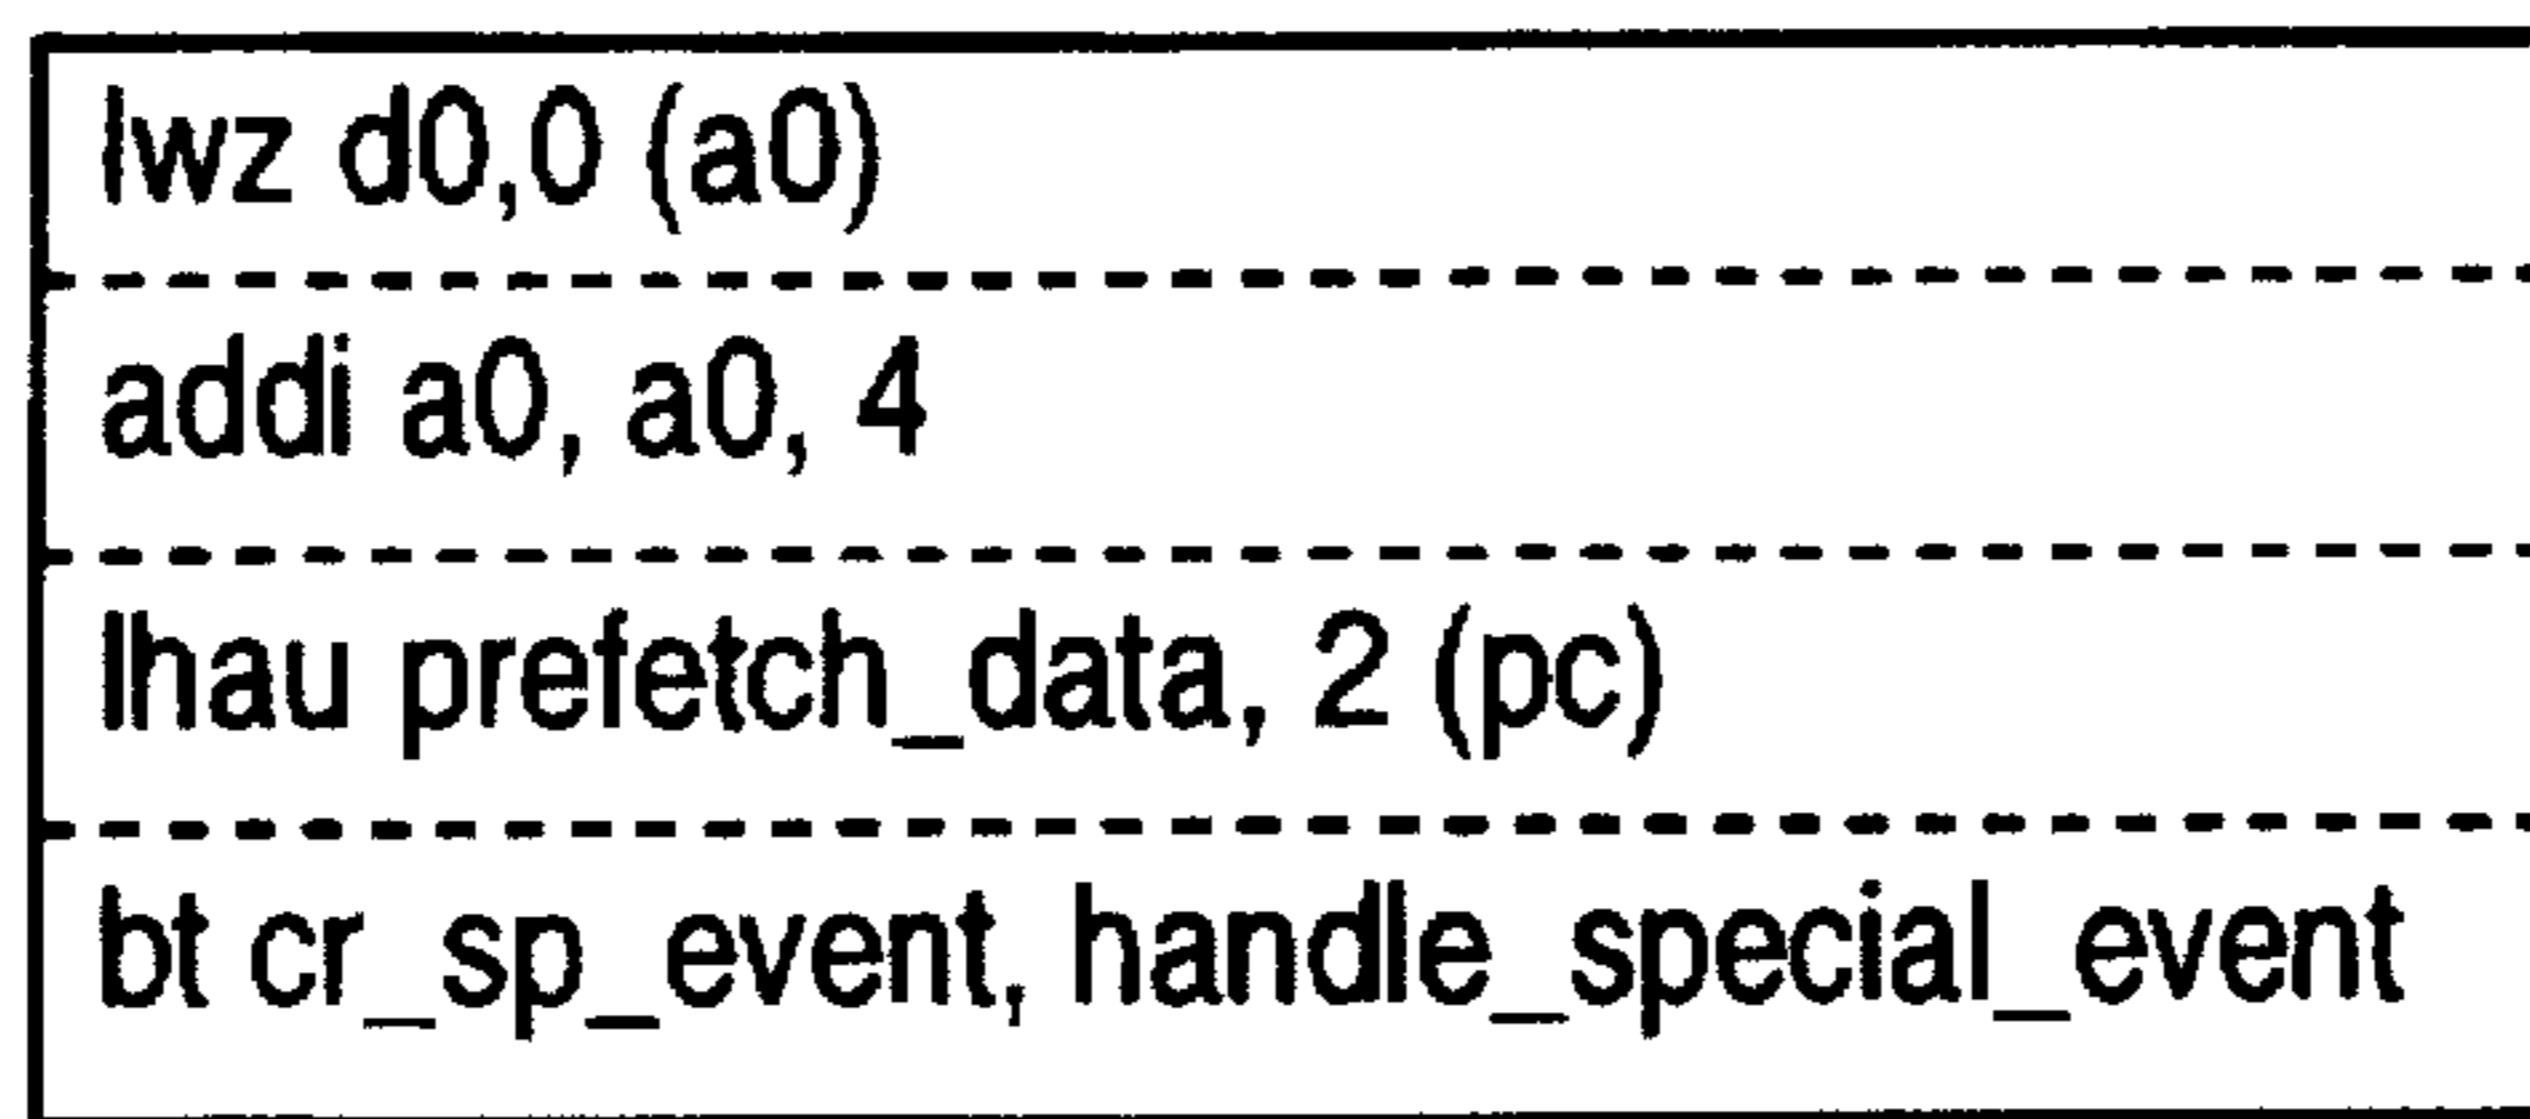 lwz d0,0 (a0)
addi a0, a0, 4
lhau prefetch_data, 2 (pc)
bt cr_sp_event, handle_special_event